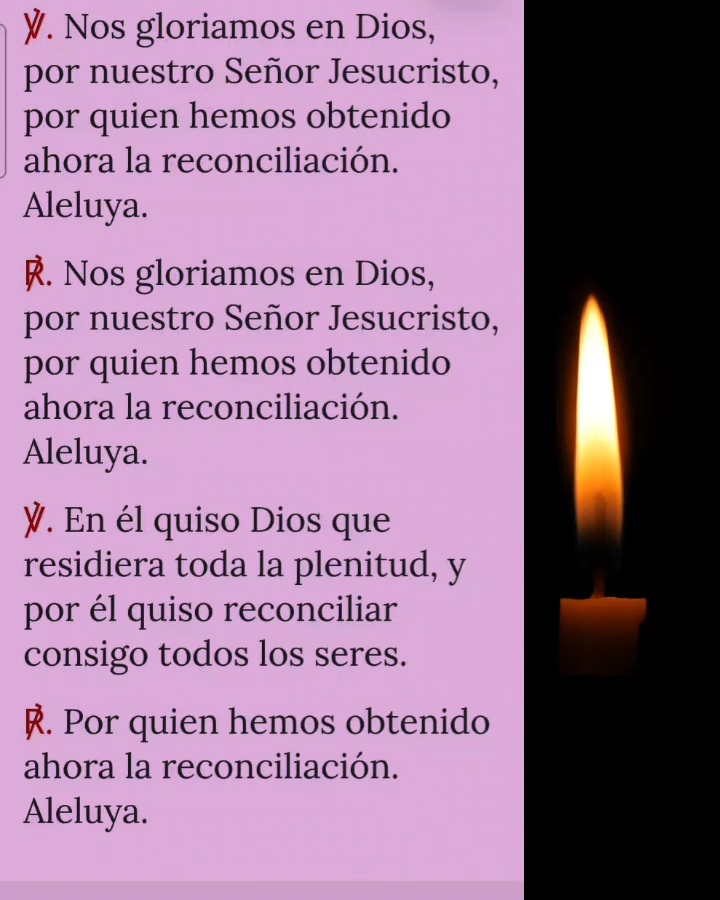 ℣. Nos gloriamos en Dios,
por nuestro Señor Jesucristo,
por quien hemos obtenido
ahora la reconciliación.
Aleluya.
℟. Nos gloriamos en Dios,
por nuestro Señor Jesucristo,
por quien hemos obtenido
ahora la reconciliación.
Aleluya.
℣. En él quiso Dios que
residiera toda la plenitud, y
por él quiso reconciliar
consigo todos los seres.
℟. Por quien hemos obtenido
ahora la reconciliación.
Aleluya.